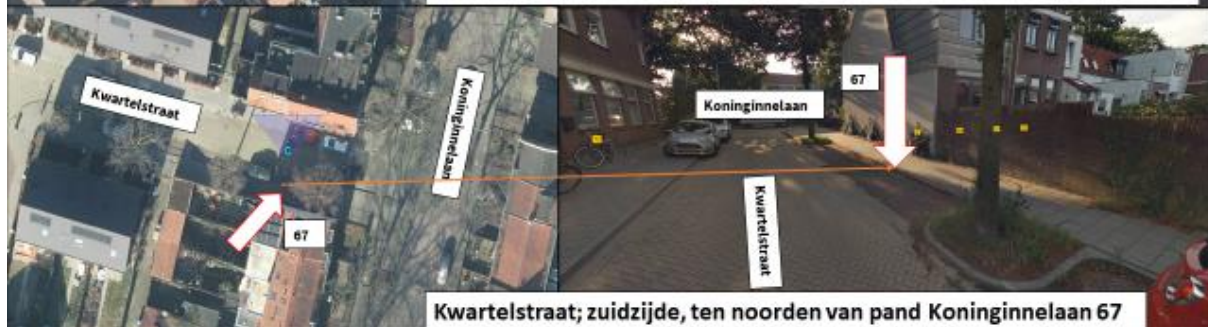 Kwartelstraat
Koninginnelaan
67
Koninginnelaan
67
Kwartelstraat
Kwartelstraat; zuidzijde, ten noorden van pand Koninginnelaan 67